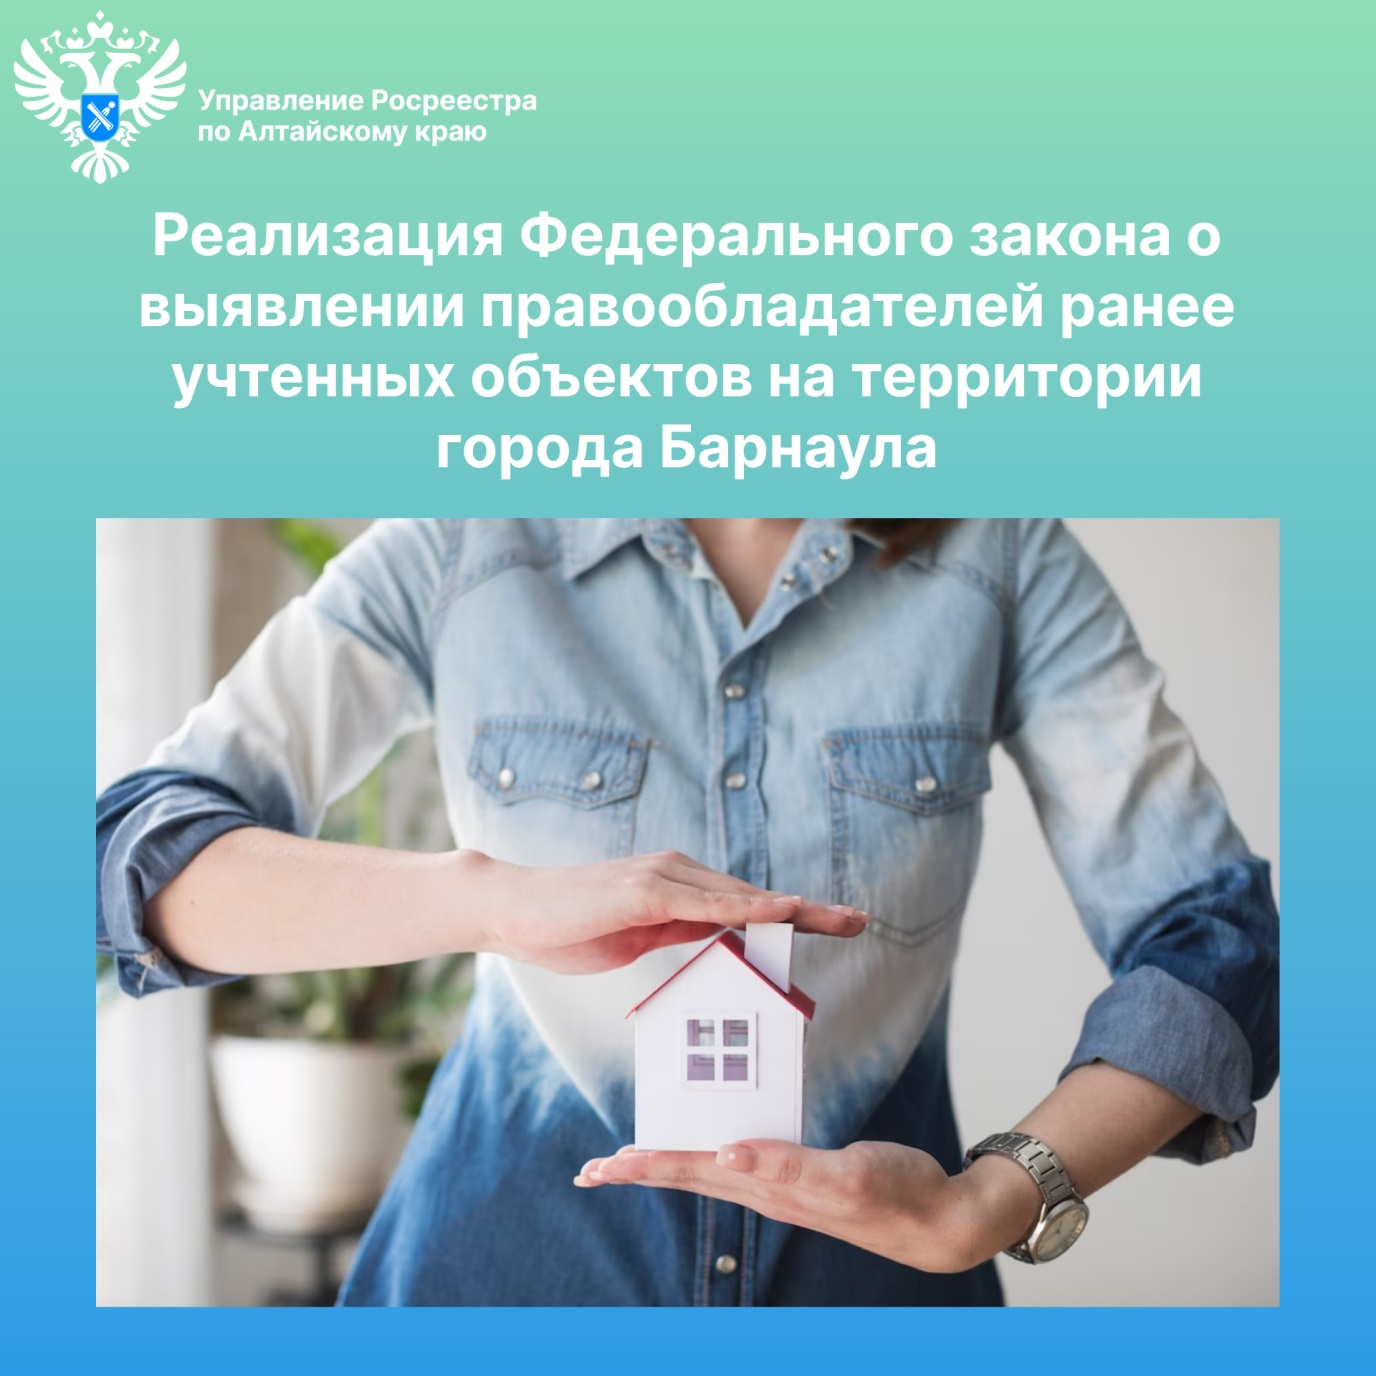 Управление Росреестра
по Алтайскому краю
Реализация Федерального закона о
выявлении правообладателей ранее
учтенных объектов на территории
города Барнаула